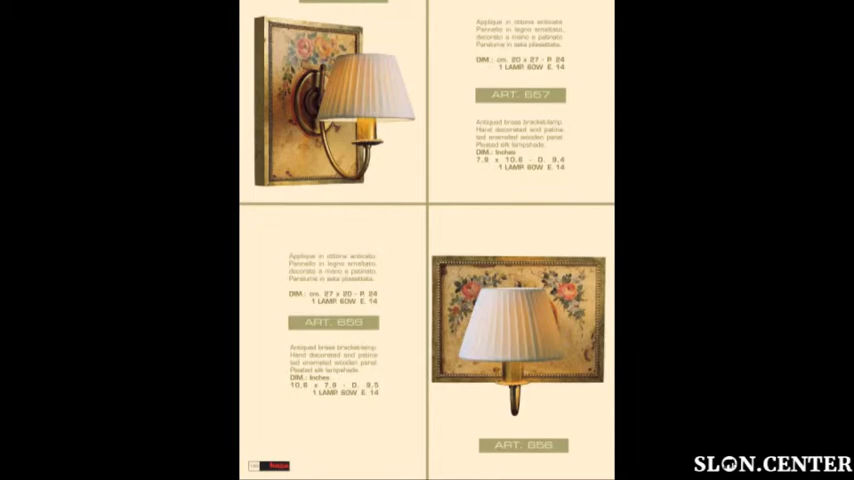 Applique in ottone anticato.
Pannello in legno smaltato,
decorato a mano e patinato.
Paralume in seta plissettata.
DIM.: cm. 20 x 27 - P. 24
1 LAMP. 60W E. 14
ART. 657
Antiqued brass bracket-lamp.
Hand decorated and patina-
ted enameled wooden panel.
Pleated silk lampshade.
DIM.: Inches
7,9 x 10,6 - D. 9,4
1 LAMP. 60W E. 14
Applique in ottone anticato.
Pannello in legno smaltato,
decorato a mano e patinato.
Paralume in seta plissettata.
DIM.: cm. 27 x 20 - P. 24
1 LAMP. 60W E. 14
ART. 656
Antiqued brass bracket-lamp.
Hand decorated and patina-
ted enameled wooden panel.
Pleated silk lampshade.
DIM.: Inches
10,6 x 7,9 - D. 9,5
1 LAMP. 60W E. 14
ART. 656
SLON.CENTER